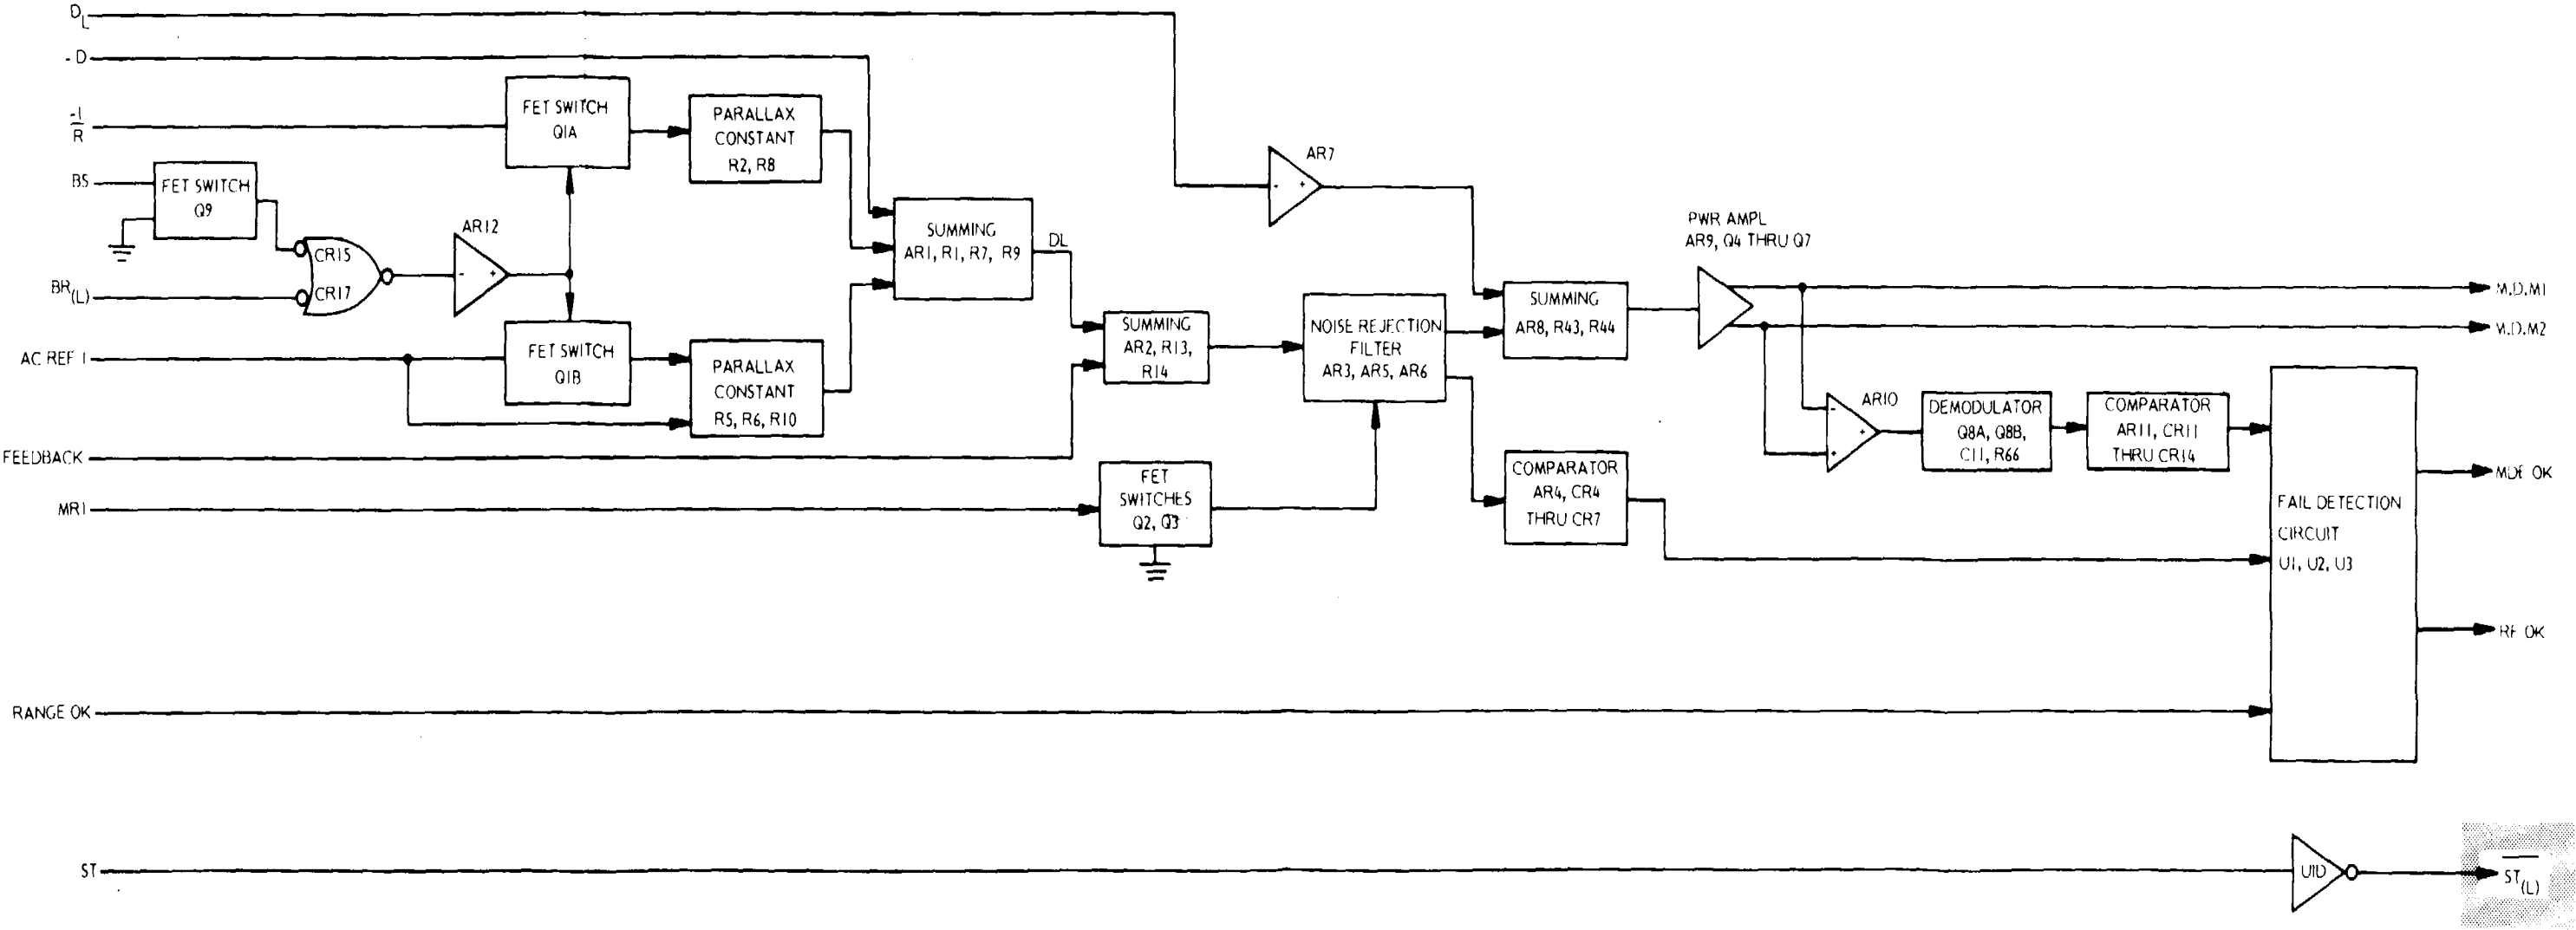 DL
-D
-1
R
BS
BR(L)
AC REF 1
FEEDBACK
MR1
RANGE OK
ST
FET SWITCH
Q9
CR15
CR17
AR12
FET SWITCH
Q1A
FET SWITCH
Q1B
PARALLAX
CONSTANT
R2, R8
PARALLAX
CONSTANT
R5, R6, R10
SUMMING
AR1, R1, R7, R9
DL
SUMMING
AR2, R13,
R14
FET
SWITCHES
Q2, Q3
AR7
- +
NOISE REJECTION
FILTER
AR3, AR5, AR6
SUMMING
AR8, R43, R44
COMPARATOR
AR4, CR4
THRU CR7
PWR AMPL
AR9, Q4 THRU Q7
AR10
DEMODULATOR
Q8A, Q8B,
C11, R66
COMPARATOR
AR11, CR11
THRU CR14
FAIL DETECTION
CIRCUIT
U1, U2, U3
M.D.M1
M.D.M2
OK
OK
U1D
ST(L)